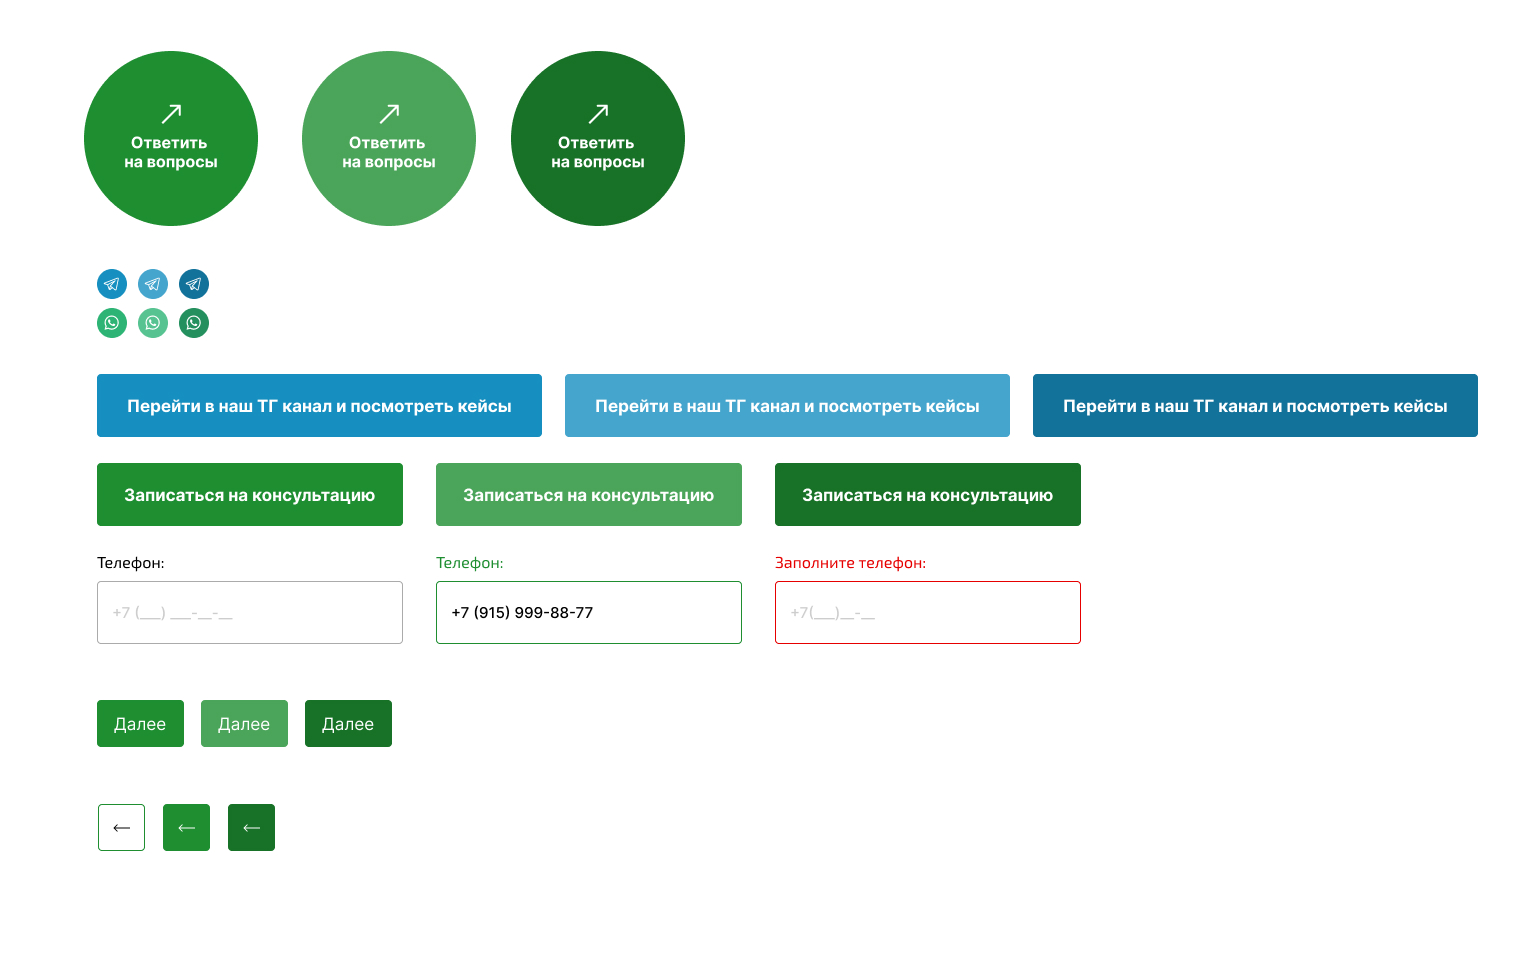 Ответить
на вопросы
Ответить
на вопросы
Ответить
на вопросы
Перейти в наш ТГ канал и посмотреть кейсы
Перейти в наш ТГ канал и посмотреть кейсы
Перейти в наш ТГ канал и посмотреть кейсы
Записаться на консультацию
Записаться на консультацию
Записаться на консультацию
Телефон:
Телефон:
Заполните телефон:
+7 (___) ___-__-__
+7 (915) 999-88-77
+7(___)__-__
Далее
Далее
Далее